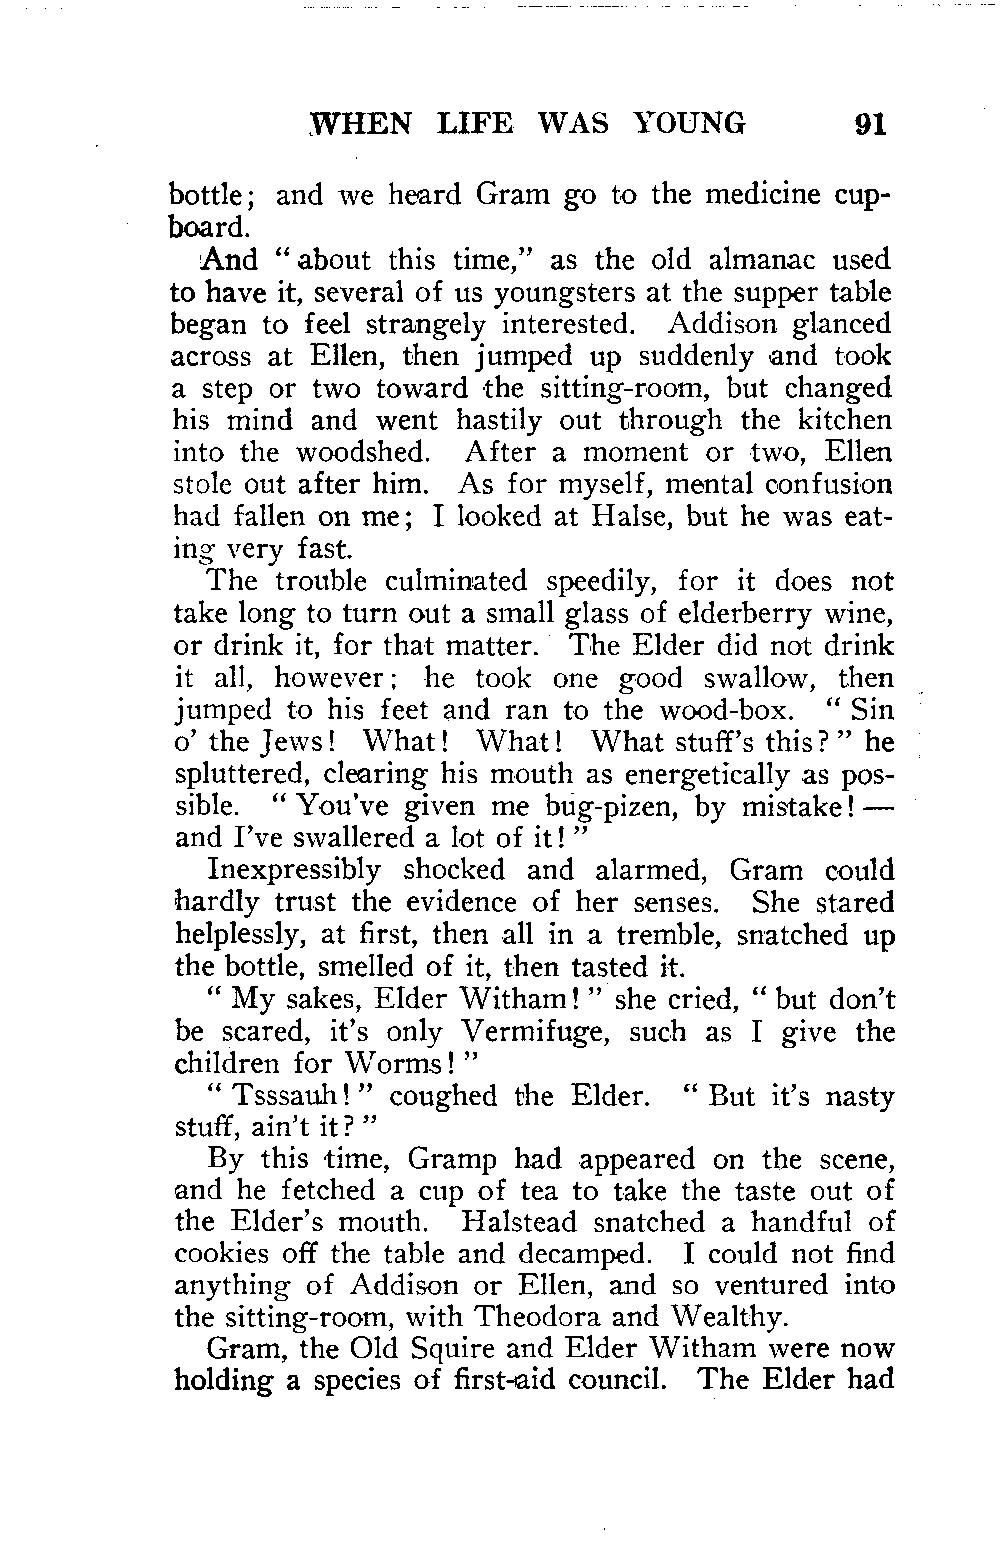 WHEN LIFE WAS YOUNG 91
bottle; and we heard Gram go to the medicine cup-
board.
And " about this time," as the old almanac used
to have it, several of us youngsters at the supper table
began to feel strangely interested. Addison glanced
across at Ellen, then jumped up suddenly and took
a step or two toward the sitting-room, but changed
his mind and went hastily out through the kitchen
into the woodshed. After a moment or two, Ellen
stole out after him. As for myself, mental confusion
had fallen on me; I looked at Halse, but he was eat-
ing very fast.
The trouble culminated speedily, for it does not
take long to turn out a small glass of elderberry wine,
or drink it, for that matter. The Elder did not drink
it all, however; he took one good swallow, then
jumped to his feet and ran to the wood-box. " Sin
o' the Jews! What! What! What stuff's this? " he
spluttered, clearing his mouth as energetically as pos-
sible. " You've given me bug-pizen, by mistake! —
and I've swallered a lot of it! "
Inexpressibly shocked and alarmed, Gram could
hardly trust the evidence of her senses. She stared
helplessly, at first, then all in a tremble, snatched up
the bottle, smelled of it, then tasted it.
" My sakes, Elder Witham! " she cried, " but don't
be scared, it's only Vermifuge, such as I give the
children for Worms! "
" Tsssauh! " coughed the Elder. " But it's nasty
stuff, ain't it? "
By this time, Gramp had appeared on the scene,
and he fetched a cup of tea to take the taste out of
the Elder's mouth. Halstead snatched a handful of
cookies off the table and decamped. I could not find
anything of Addison or Ellen, and so ventured into
the sitting-room, with Theodora and Wealthy.
Gram, the Old Squire and Elder Witham were now
holding a species of first-aid council. The Elder had